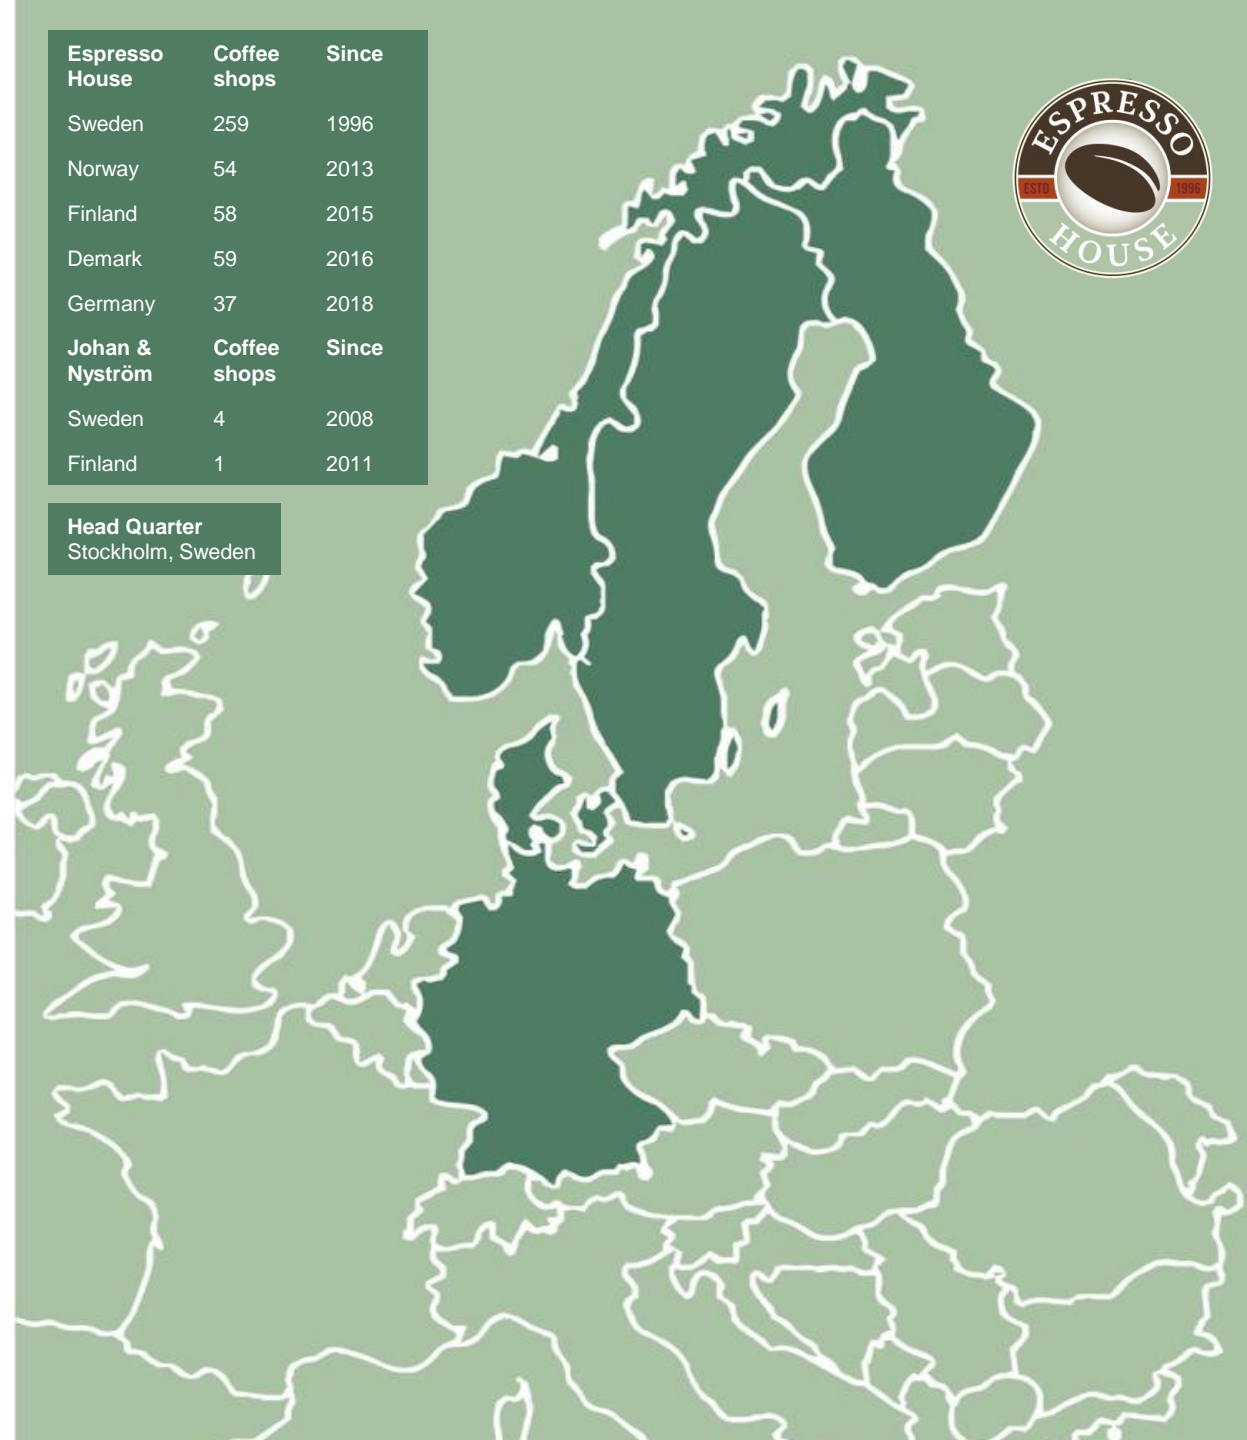 Espresso House Coffee shops Since
Sweden 259 1996
Norway 54 2013
Finland 58 2015
Demark 59 2016
Germany 37 2018
Johan & Nyström Coffee shops Since
Sweden 4 2008
Finland 1 2011
Head Quarter
Stockholm, Sweden
ESPRESSO
ESTD 1996
HOUSE